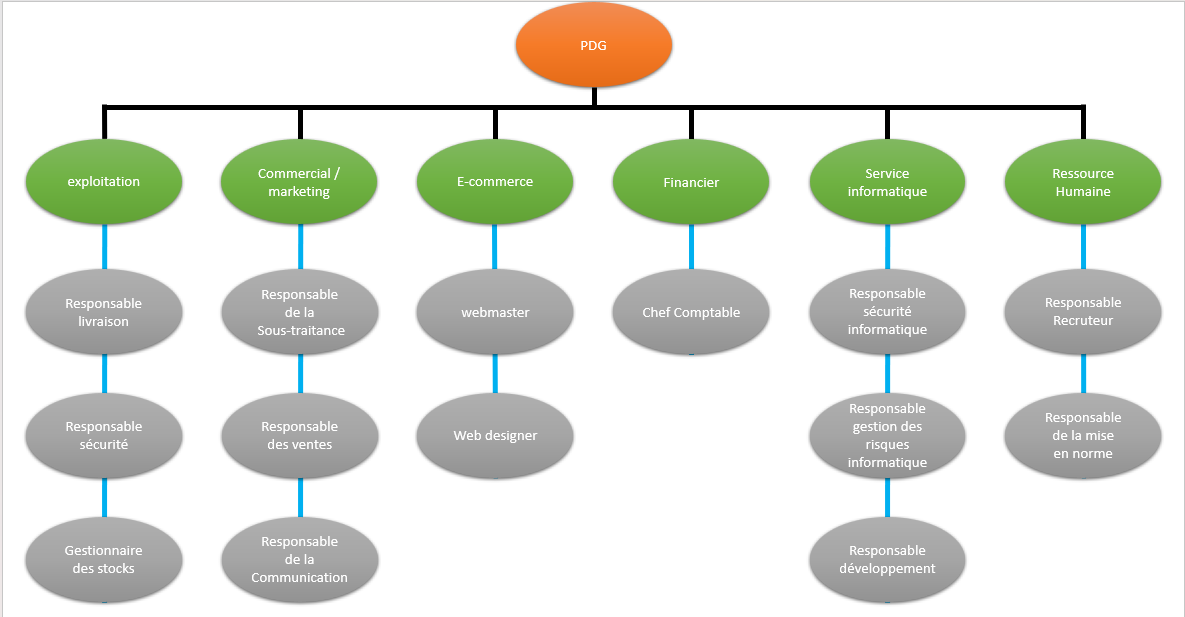 PDG
exploitation
Commercial /
marketing
E-commerce
Financier
Service
informatique
Ressource
Humaine
Responsable
livraison
Responsable
de la
Sous-traitance
webmaster
Chef Comptable
Responsable
sécurité
informatique
Responsable
Recruteur
Responsable
sécurité
Responsable
des ventes
Web designer
Responsable
gestion des
risques
informatique
Responsable
de la mise
en norme
Gestionnaire
des stocks
Responsable
de la
Communication
Responsable
développement